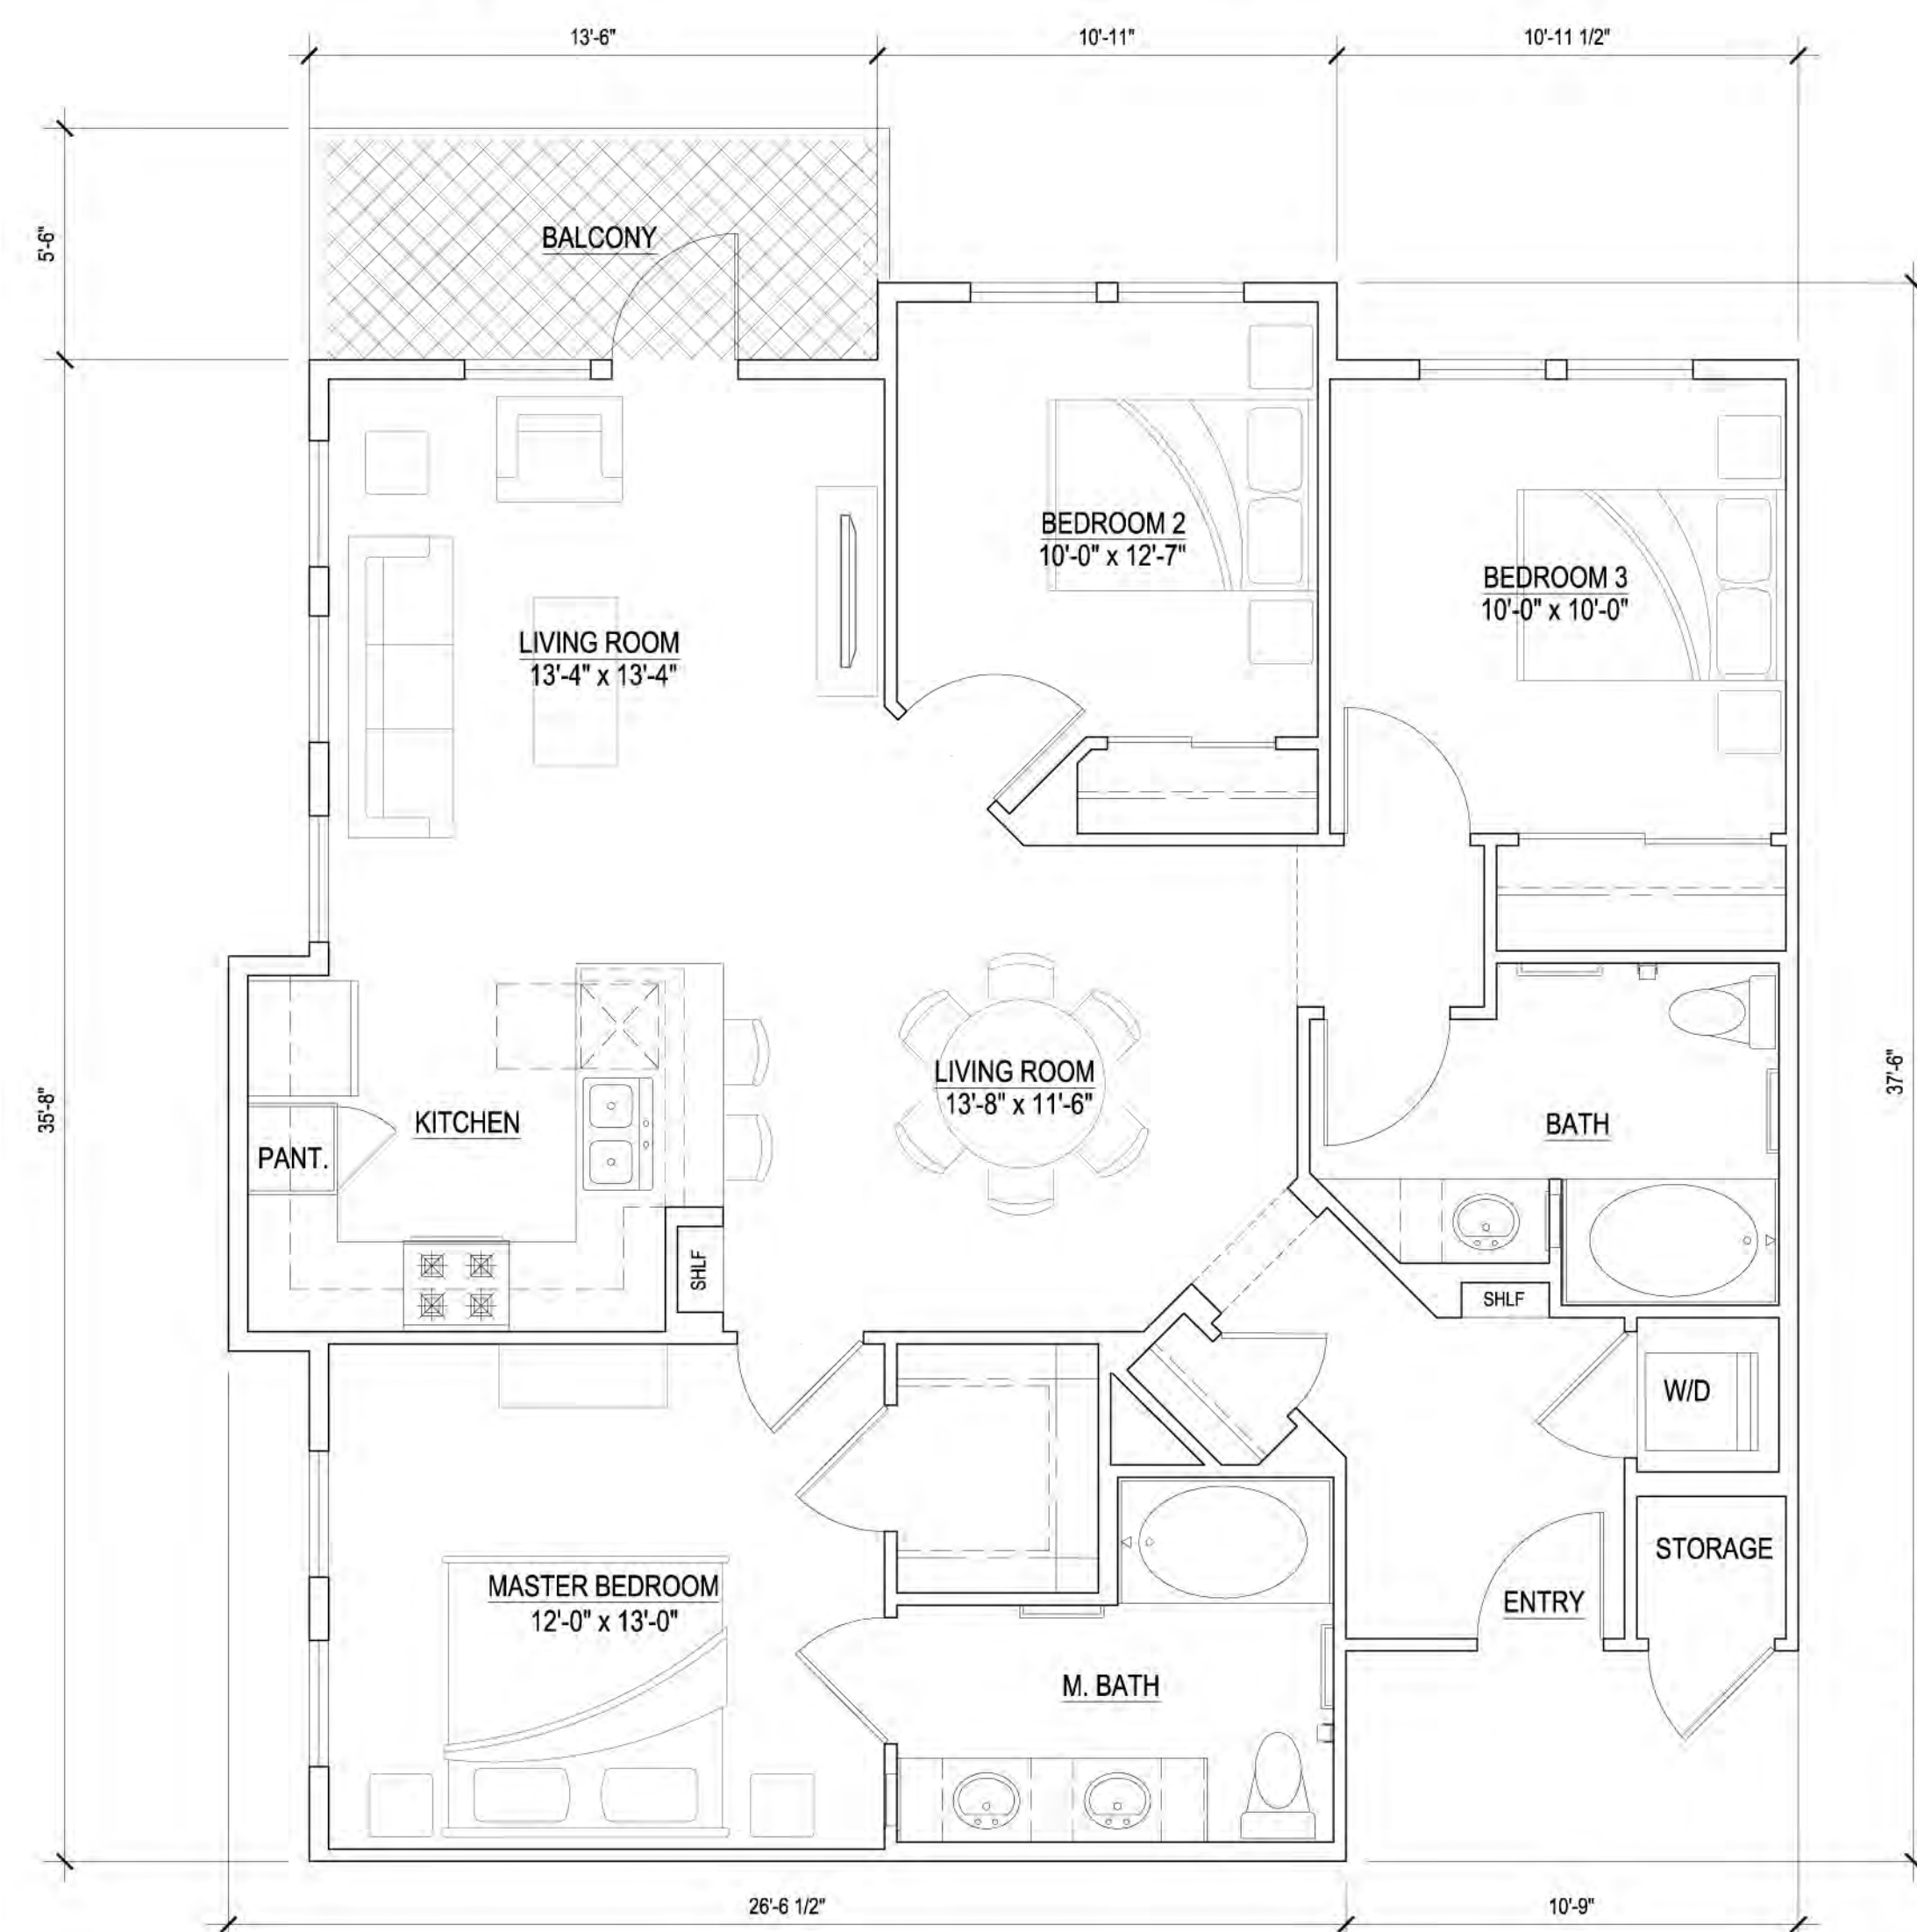 13'-6"
10'-11"
10'-11 1/2"
5'-6"
BALCONY
BEDROOM 2
10'-0" x 12'-7"
BEDROOM 3
10'-0" x 10'-0"
LIVING ROOM
13'-4" x 13'-4"
35'-8"
37'-6"
LIVING ROOM
13'-8" x 11'-6"
KITCHEN
BATH
PANT.
SHLF
SHLF
W/D
STORAGE
MASTER BEDROOM
12'-0" x 13'-0"
ENTRY
M. BATH
26'-6 1/2"
10'-9"